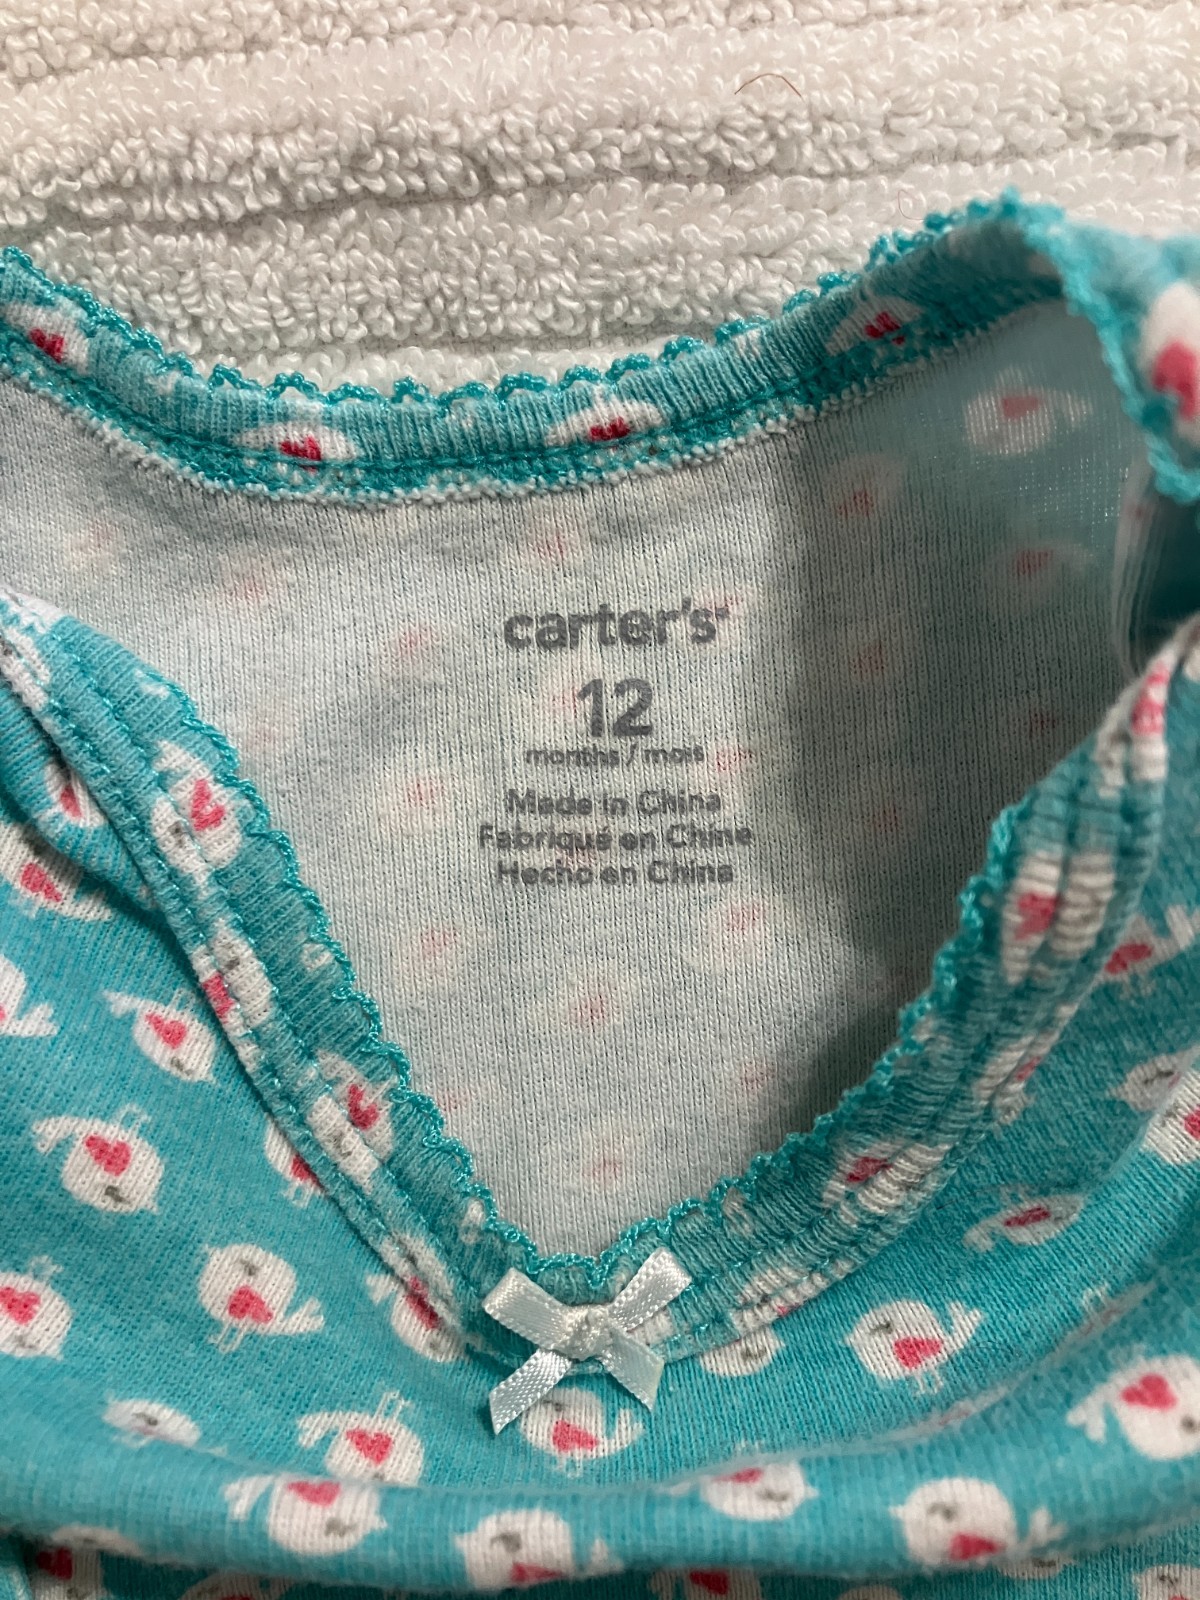 carter's
12
months / mois
Made in China
Fabriqué en Chine
Hecho en China